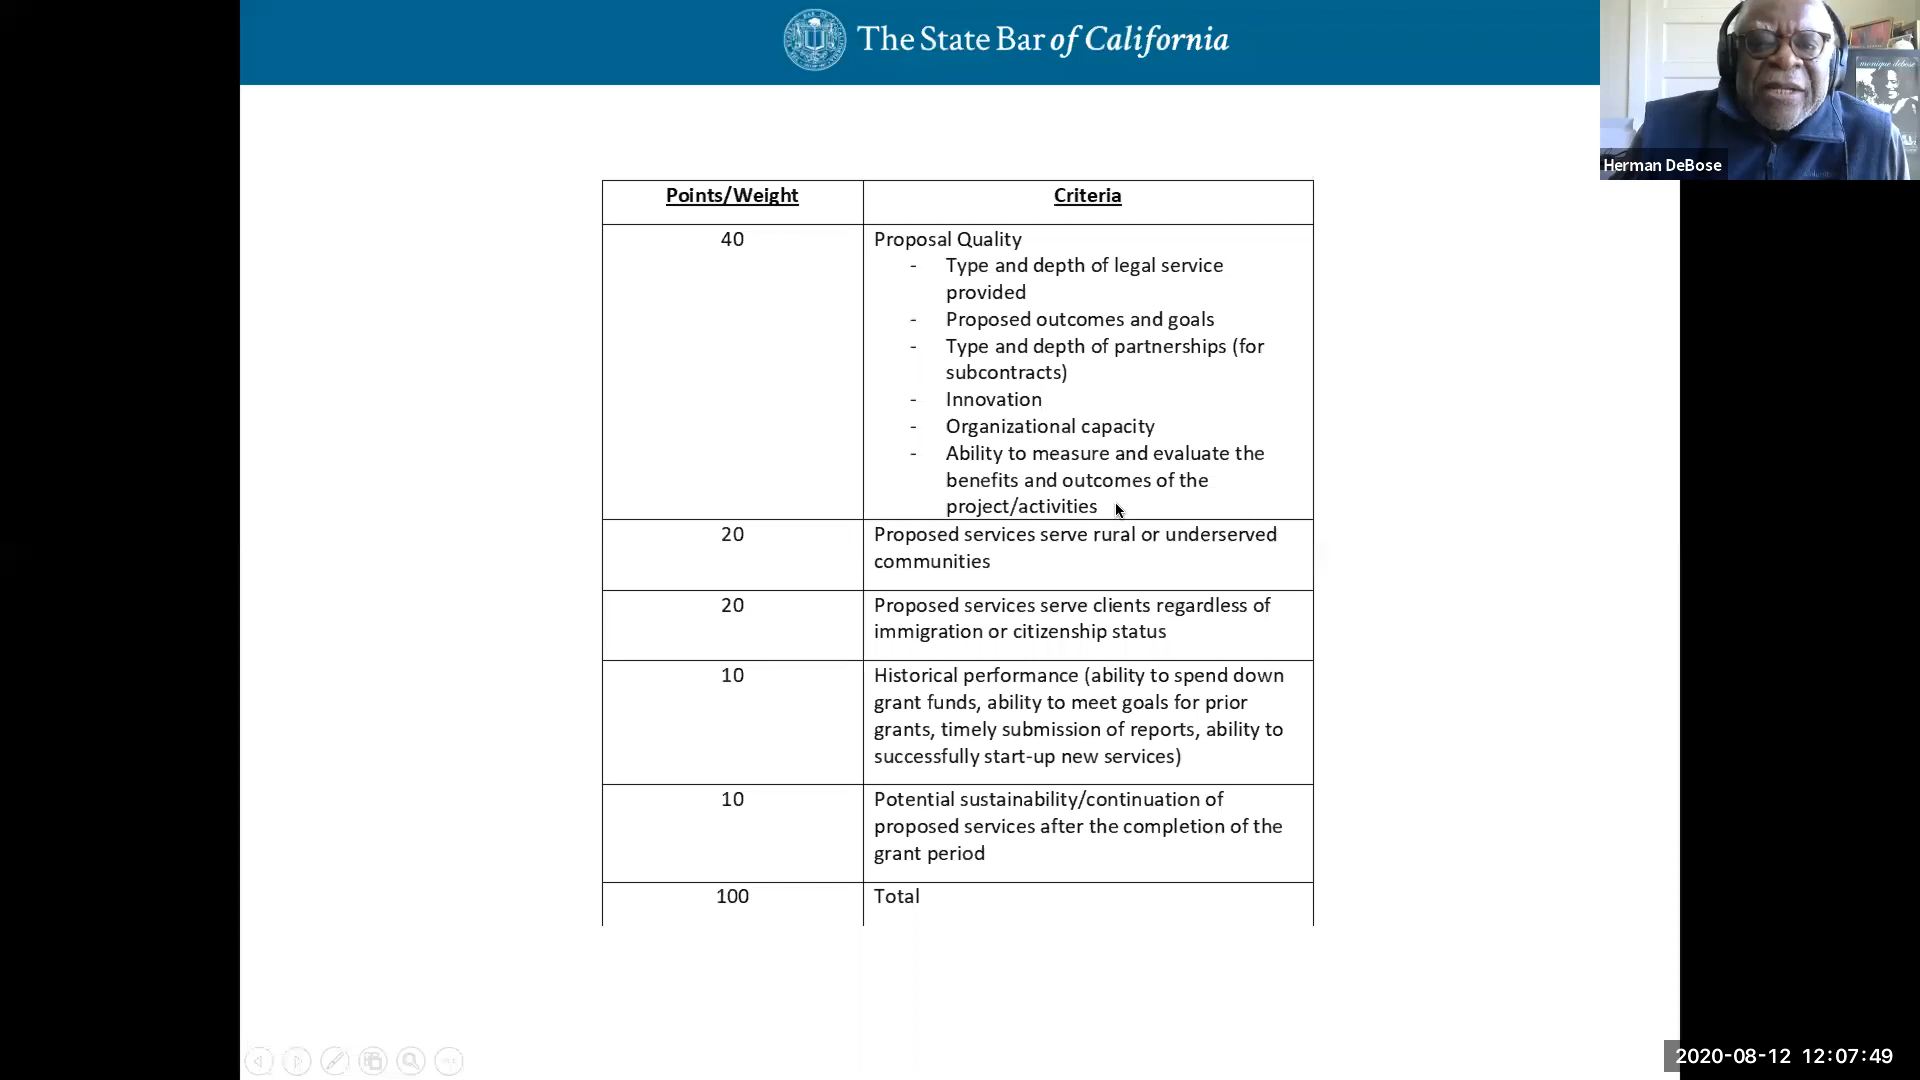 The State Bar of California
monique debose
Herman DeBose
Points/Weight
Criteria
40
Proposal Quality
- Type and depth of legal service
provided
- Proposed outcomes and goals
- Type and depth of partnerships (for
subcontracts)
- Innovation
- Organizational capacity
- Ability to measure and evaluate the
benefits and outcomes of the
project/activities
20
Proposed services serve rural or underserved
communities
20
Proposed services serve clients regardless of
immigration or citizenship status
10
Historical performance (ability to spend down
grant funds, ability to meet goals for prior
grants, timely submission of reports, ability to
successfully start-up new services)
10
Potential sustainability/continuation of
proposed services after the completion of the
grant period
100
Total
2020-08-12 12:07:49